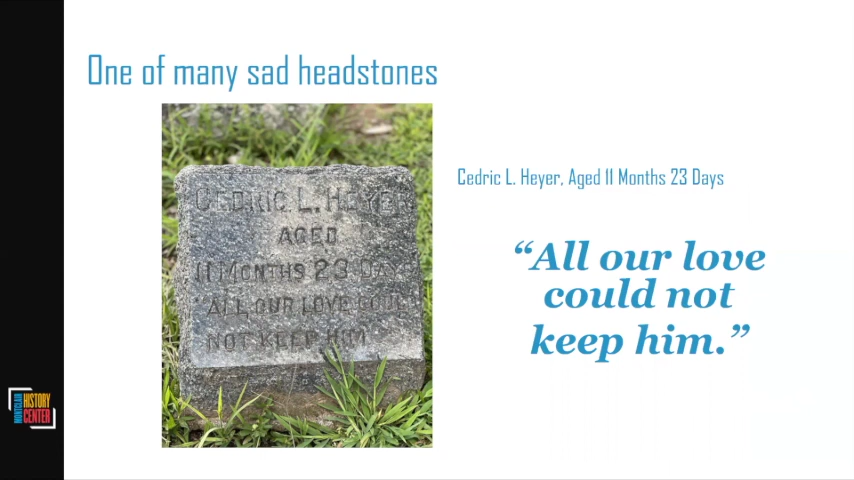 One of many sad headstones
CEDRIC L. HEYER
AGED
11 MONTHS 23 DAYS
"ALL OUR LOVE COULD
NOT KEEP HIM"
Cedric L. Heyer, Aged 11 Months 23 Days
“All our love
could not
keep him.”
MONTCLAIR
HISTORY
CENTER